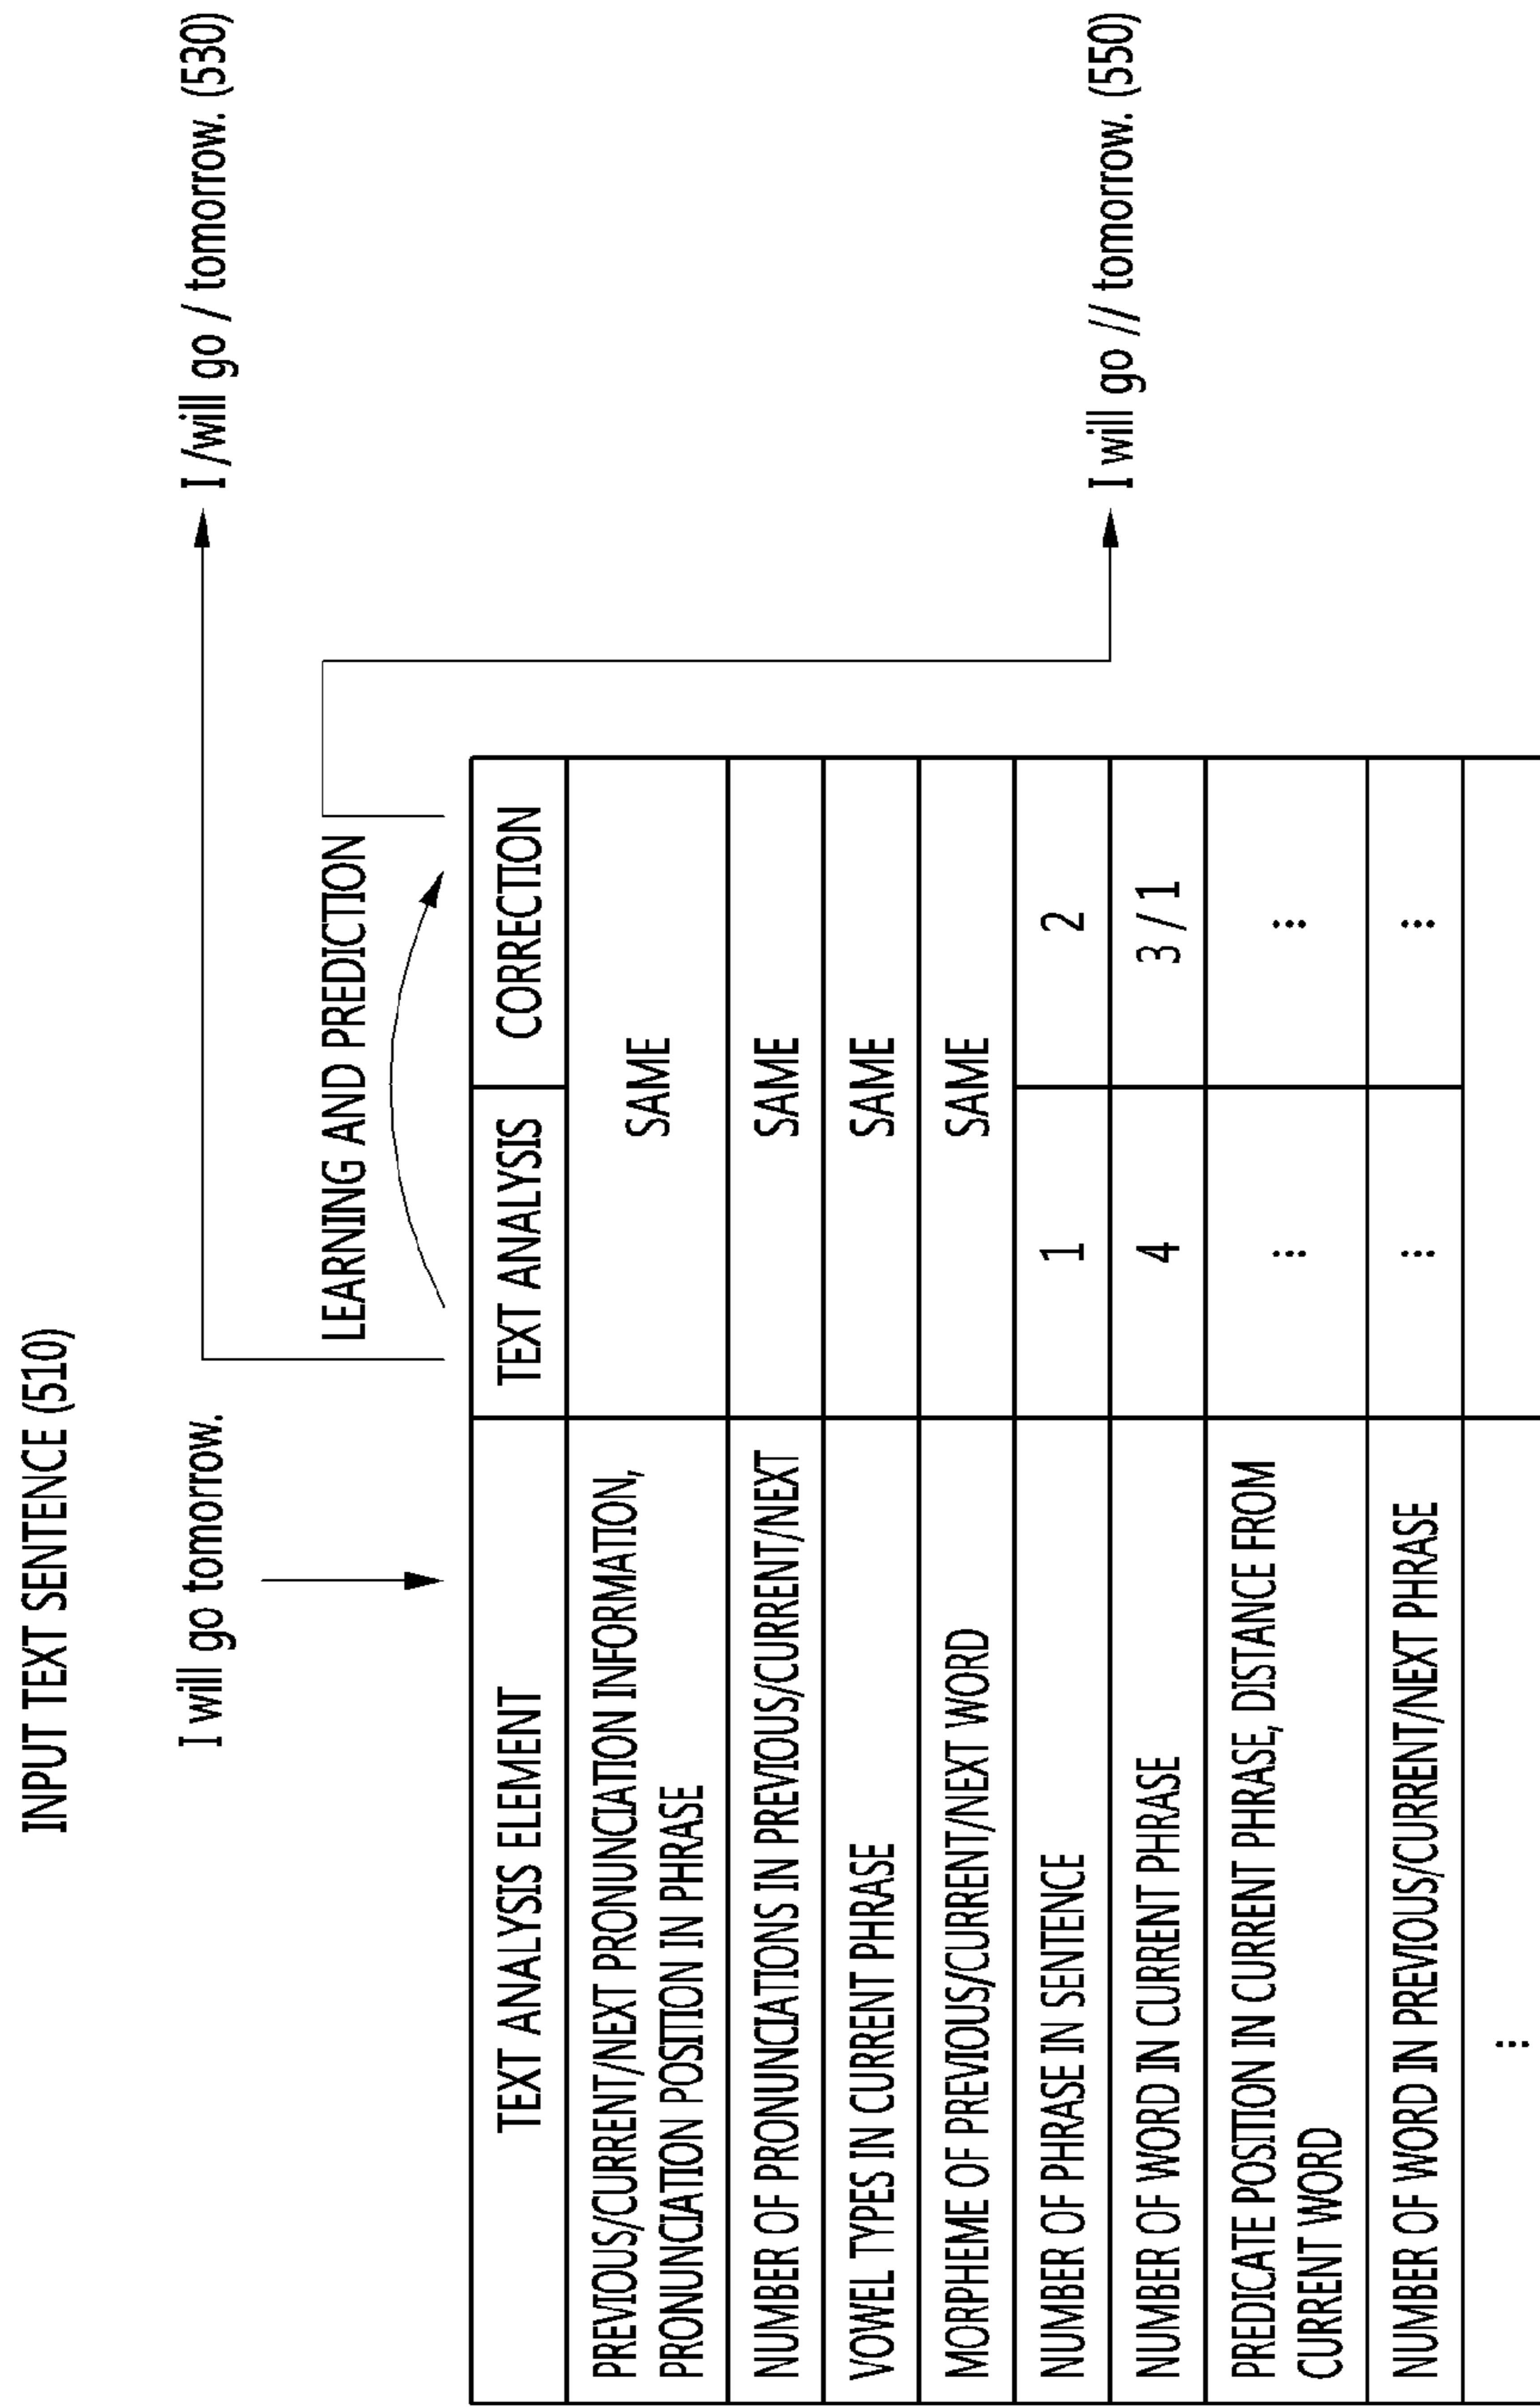 INPUT TEXT SENTENCE (510)
I will go tomorrow.
I /will go / tomorrow. (530)
LEARNING AND PREDICTION
I will go // tomorrow. (550)
TEXT ANALYSIS ELEMENT
TEXT ANALYSIS
CORRECTION
PREVIOUS/CURRENT/NEXT PRONUNCIATION INFORMATION,
PRONUNCIATION POSITION IN PHRASE
SAME
NUMBER OF PRONUNCIATIONS IN PREVIOUS/CURRENT/NEXT
SAME
VOWEL TYPES IN CURRENT PHRASE
SAME
MORPHEME OF PREVIOUS/CURRENT/NEXT WORD
SAME
NUMBER OF PHRASE IN SENTENCE
1
2
NUMBER OF WORD IN CURRENT PHRASE
4
3 / 1
PREDICATE POSITION IN CURRENT PHRASE, DISTANCE FROM
CURRENT WORD
⋮
⋮
NUMBER OF WORD IN PREVIOUS/CURRENT/NEXT PHRASE
⋮
⋮
⋮